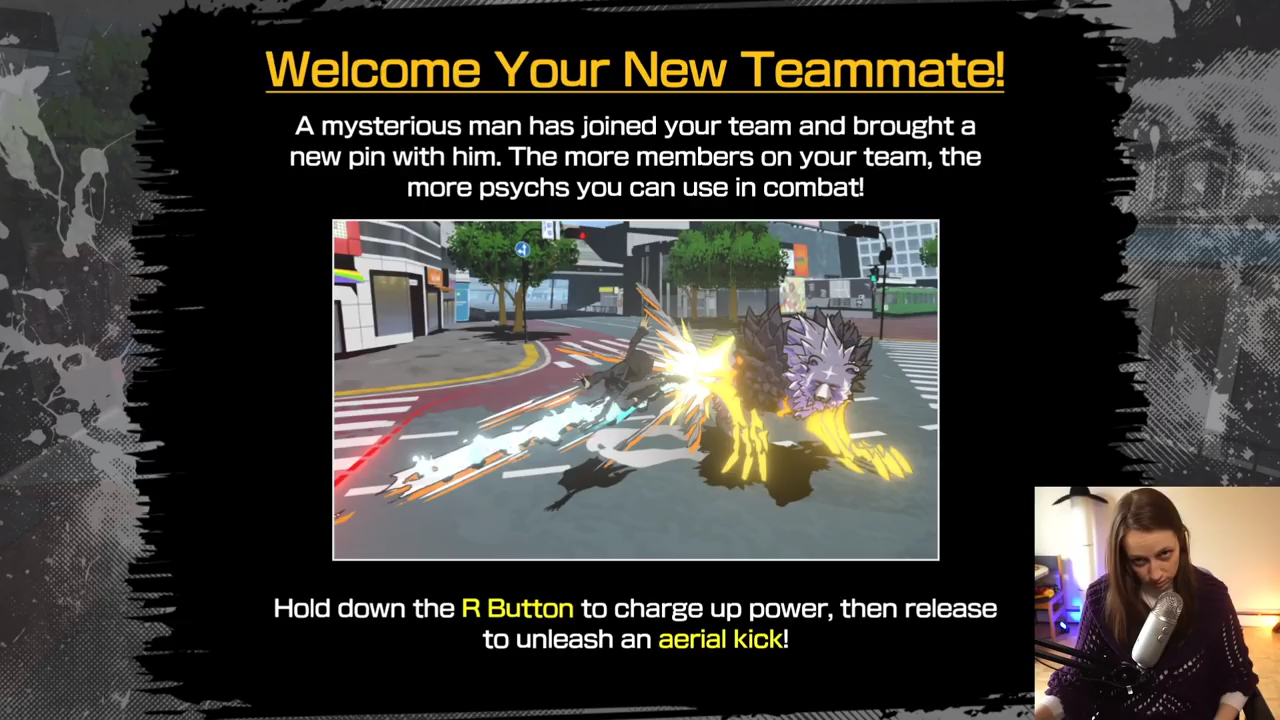 Welcome Your New Teammate!
A mysterious man has joined your team and brought a
new pin with him. The more members on your team, the
more psychs you can use in combat!
Hold down the R Button to charge up power, then release
to unleash an aerial kick!